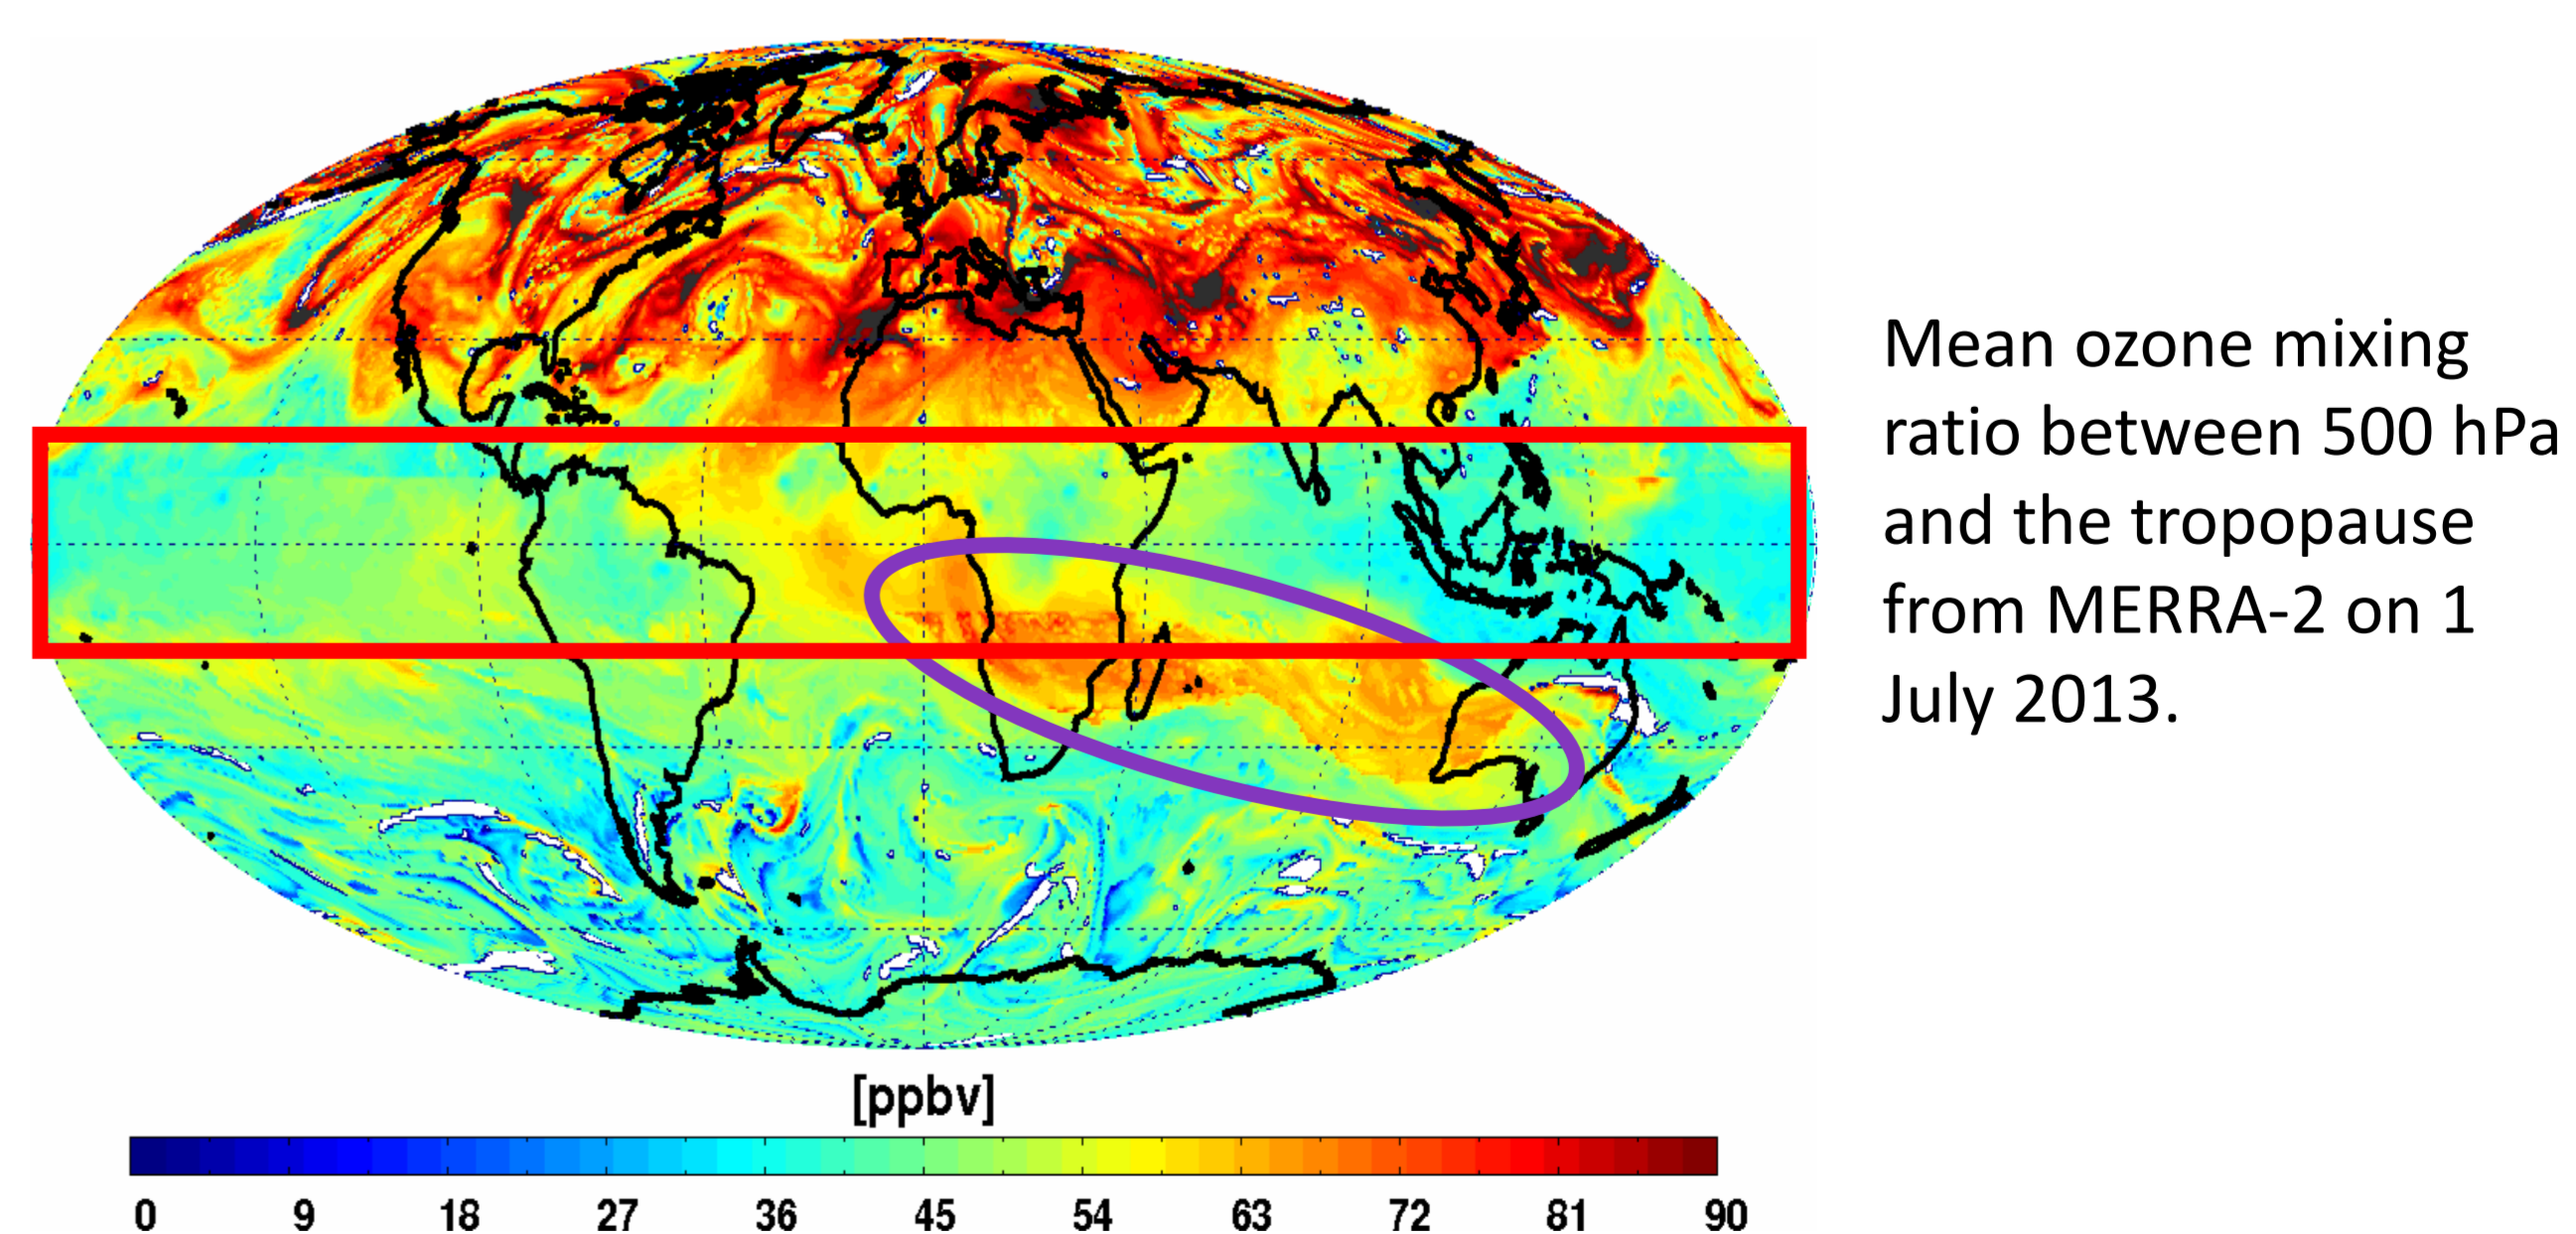 Mean ozone mixing
ratio between 500 hPa
and the tropopause
from MERRA-2 on 1
July 2013.
[ppbv]
0 9 18 27 36 45 54 63 72 81 90